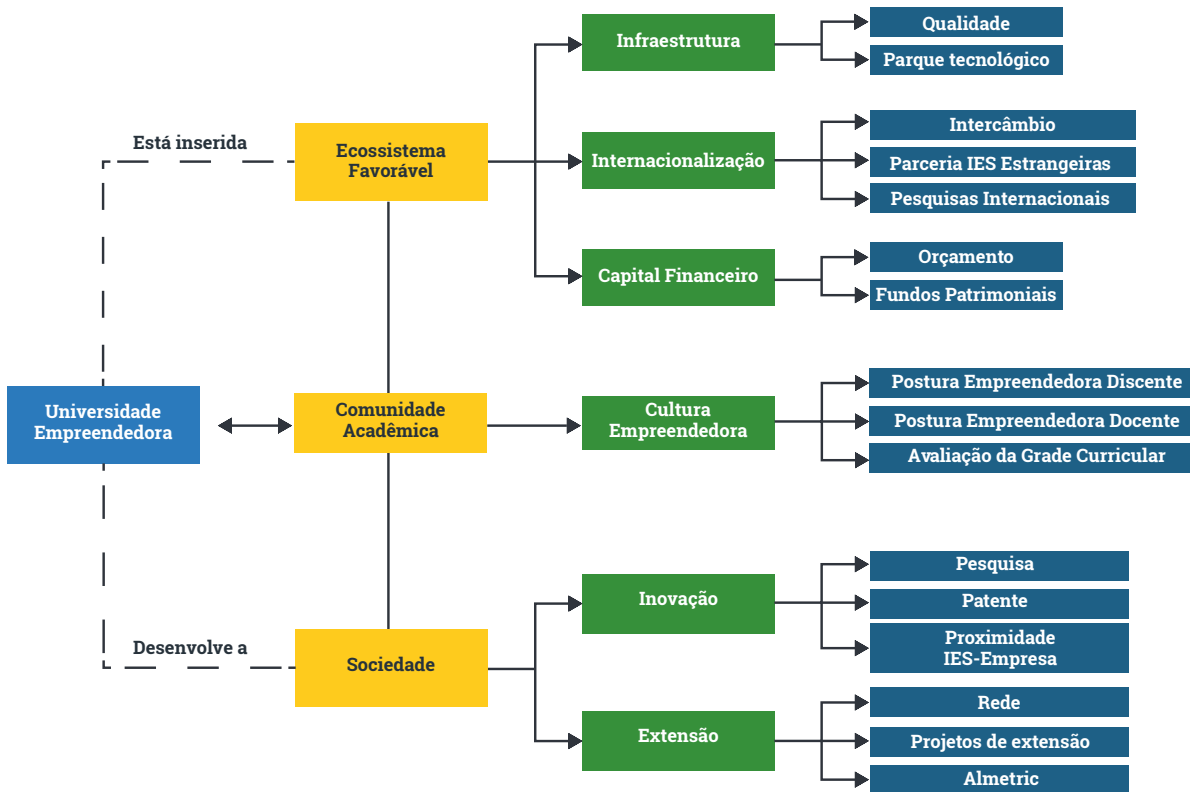 Infraestrutura
Qualidade
Parque tecnológico
Está inserida
Ecossistema
Favorável
Internacionalização
Intercâmbio
Parceria IES Estrangeiras
Pesquisas Internacionais
Capital Financeiro
Orçamento
Fundos Patrimoniais
Universidade
Empreendedora
Comunidade
Acadêmica
Cultura
Empreendedora
Postura Empreendedora Discente
Postura Empreendedora Docente
Avaliação da Grade Curricular
Desenvolve a
Sociedade
Inovação
Pesquisa
Patente
Proximidade
IES-Empresa
Extensão
Rede
Projetos de extensão
Almetric